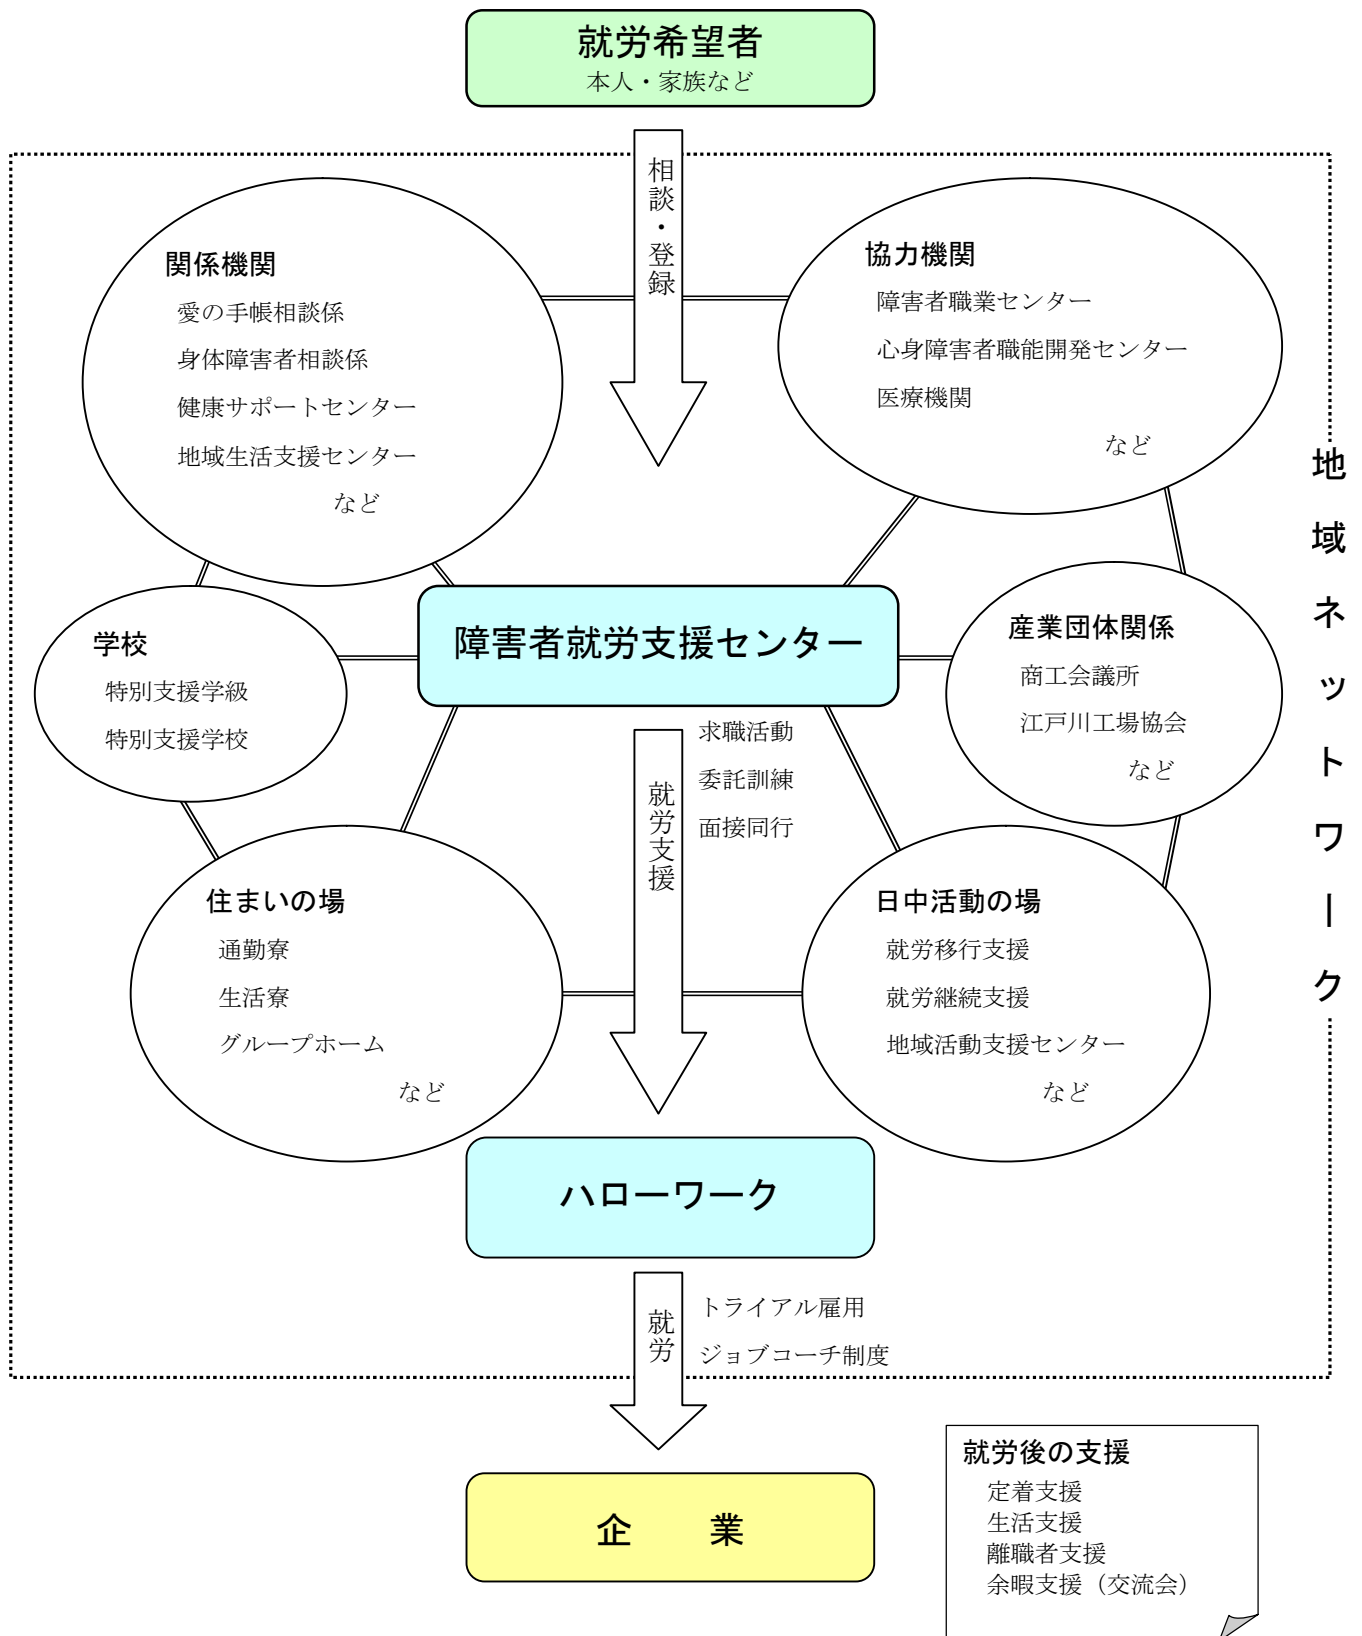 就労希望者
本人・家族など
相談・登録
関係機関
愛の手帳相談係
身体障害者相談係
健康サポートセンター
地域生活支援センター
など
協力機関
障害者職業センター
心身障害者職能開発センター
医療機関
など
地域ネットワーク
学校
特別支援学級
特別支援学校
障害者就労支援センター
産業団体関係
商工会議所
江戸川工場協会
など
就労支援
求職活動
委託訓練
面接同行
住まいの場
通勤寮
生活寮
グループホーム
など
日中活動の場
就労移行支援
就労継続支援
地域活動支援センター
など
ハローワーク
就労
トライアル雇用
ジョブコーチ制度
企　業
就労後の支援
定着支援
生活支援
離職者支援
余暇支援（交流会）